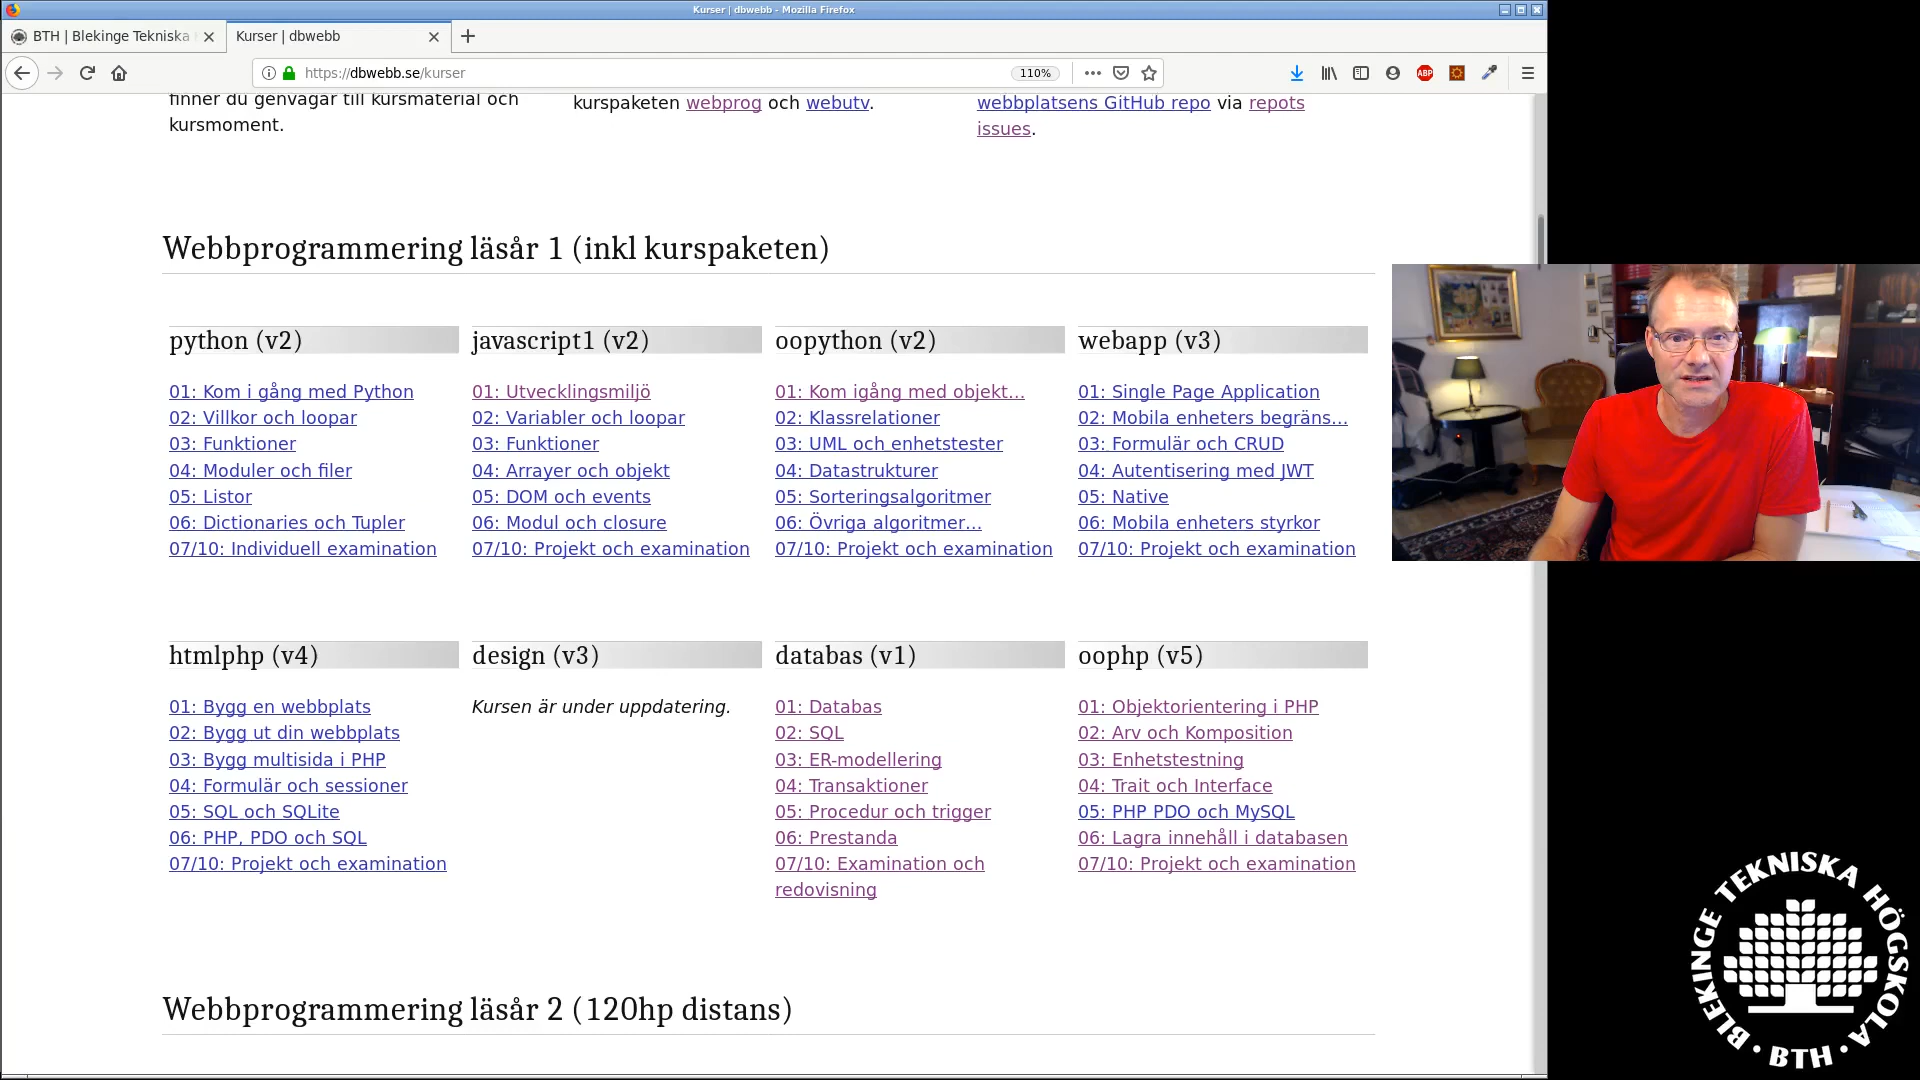 Kurser | dbwebb - Mozilla Firefox
BTH | Blekinge Tekniska
Kurser | dbwebb
https://dbwebb.se/kurser
110%
ABP
finner du genvägar till kursmaterial och
kursmoment.
kurspaketen webprog och webutv.
webbplatsens GitHub repo via repots
issues.
Webbprogrammering läsår 1 (inkl kurspaketen)
python (v2)
01: Kom i gång med Python
02: Villkor och loopar
03: Funktioner
04: Moduler och filer
05: Listor
06: Dictionaries och Tupler
07/10: Individuell examination
javascript1 (v2)
01: Utvecklingsmiljö
02: Variabler och loopar
03: Funktioner
04: Arrayer och objekt
05: DOM och events
06: Modul och closure
07/10: Projekt och examination
oopython (v2)
01: Kom igång med objekt...
02: Klassrelationer
03: UML och enhetstester
04: Datastrukturer
05: Sorteringsalgoritmer
06: Övriga algoritmer...
07/10: Projekt och examination
webapp (v3)
01: Single Page Application
02: Mobila enheters begräns...
03: Formulär och CRUD
04: Autentisering med JWT
05: Native
06: Mobila enheters styrkor
07/10: Projekt och examination
htmlphp (v4)
01: Bygg en webbplats
02: Bygg ut din webbplats
03: Bygg multisida i PHP
04: Formulär och sessioner
05: SQL och SQLite
06: PHP, PDO och SQL
07/10: Projekt och examination
design (v3)
Kursen är under uppdatering.
databas (v1)
01: Databas
02: SQL
03: ER-modellering
04: Transaktioner
05: Procedur och trigger
06: Prestanda
07/10: Examination och
redovisning
oophp (v5)
01: Objektorientering i PHP
02: Arv och Komposition
03: Enhetstestning
04: Trait och Interface
05: PHP PDO och MySQL
06: Lagra innehåll i databasen
07/10: Projekt och examination
Webbprogrammering läsår 2 (120hp distans)
BLEKINGE TEKNISKA HÖGSKOLA
· BTH ·